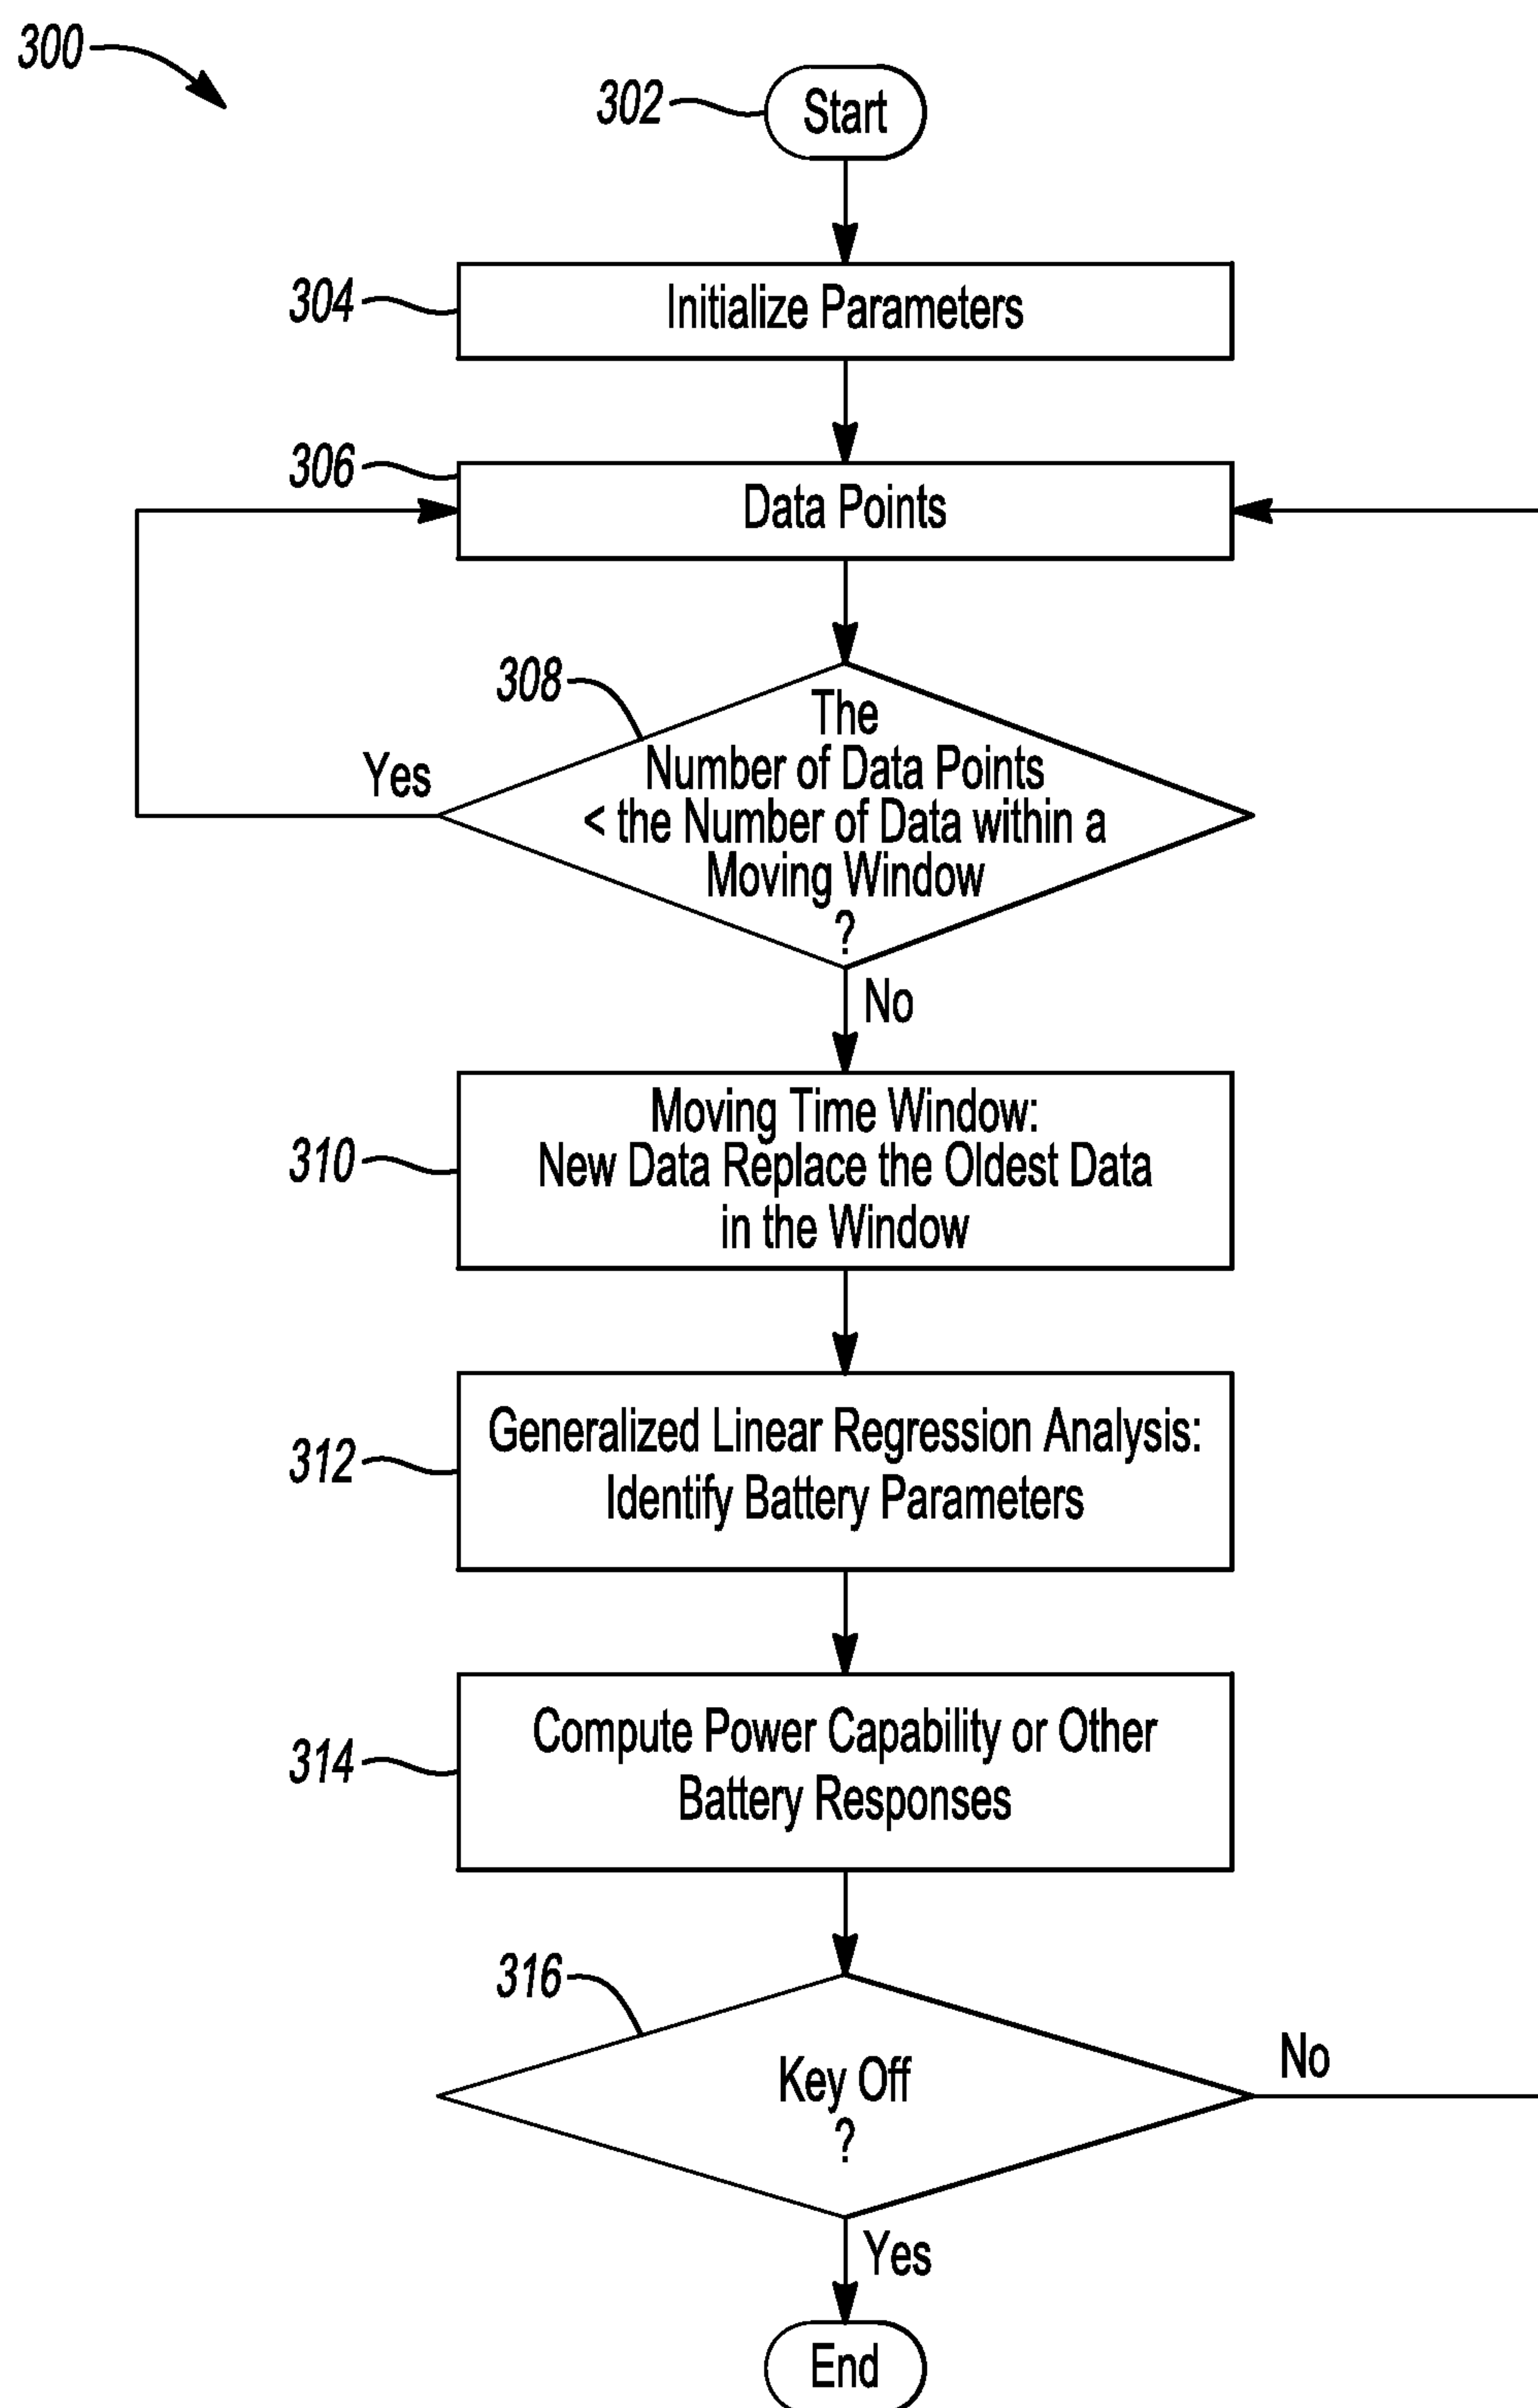 300
302
Start
304
Initialize Parameters
306
Data Points
308
The
Number of Data Points
< the Number of Data within a
Moving Window
?
Yes
No
310
Moving Time Window:
New Data Replace the Oldest Data
in the Window
312
Generalized Linear Regression Analysis:
Identify Battery Parameters
314
Compute Power Capability or Other
Battery Responses
316
Key Off
?
No
Yes
End